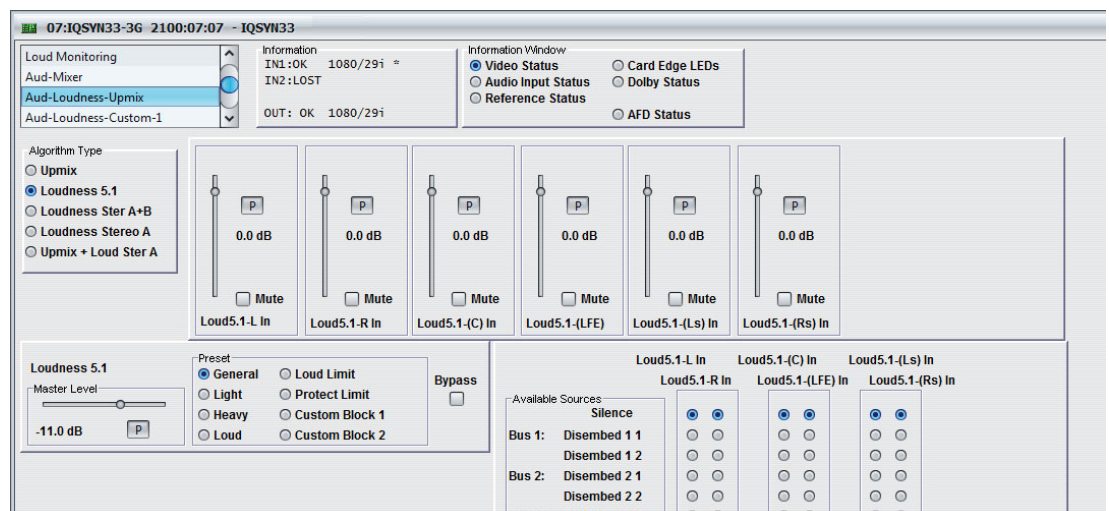 07:IQSYN33-3G 2100:07:07 - IQSYN33
Loud Monitoring
Aud-Mixer
Aud-Loudness-Upmix
Aud-Loudness-Custom-1
Information
IN1:OK 1080/29i *
IN2:LOST
OUT: OK 1080/29i
Information Window
Video Status
Card Edge LEDs
Audio Input Status
Dolby Status
Reference Status
AFD Status
Algorithm Type
Upmix
Loudness 5.1
Loudness Ster A+B
Loudness Stereo A
Upmix + Loud Ster A
P P P P P P
0.0 dB 0.0 dB 0.0 dB 0.0 dB 0.0 dB 0.0 dB
Mute Mute Mute Mute Mute Mute
Loud5.1-L In Loud5.1-R In Loud5.1-(C) In Loud5.1-(LFE) Loud5.1-(Ls) In Loud5.1-(Rs) In
Loudness 5.1
Master Level
-11.0 dB P
Preset
General Loud Limit
Light Protect Limit
Heavy Custom Block 1
Loud Custom Block 2
Bypass
Loud5.1-L In Loud5.1-(C) In Loud5.1-(Ls) In
Loud5.1-R In Loud5.1-(LFE) In Loud5.1-(Rs) In
Available Sources
Silence
Bus 1: Disembed 1 1
Disembed 1 2
Bus 2: Disembed 2 1
Disembed 2 2